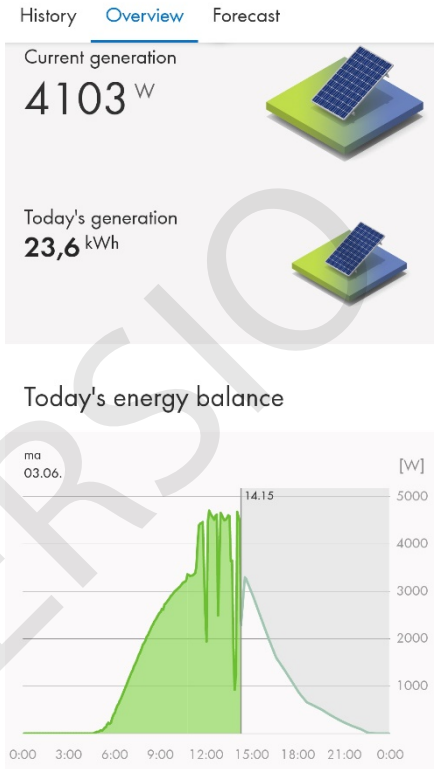 History Overview Forecast
Current generation
4103 W
Today's generation
23,6 kWh
Today's energy balance
ma
03.06.
[W]
14.15
5000
4000
3000
2000
1000
0:00 3:00 6:00 9:00 12:00 15:00 18:00 21:00 0:00
ERSIO